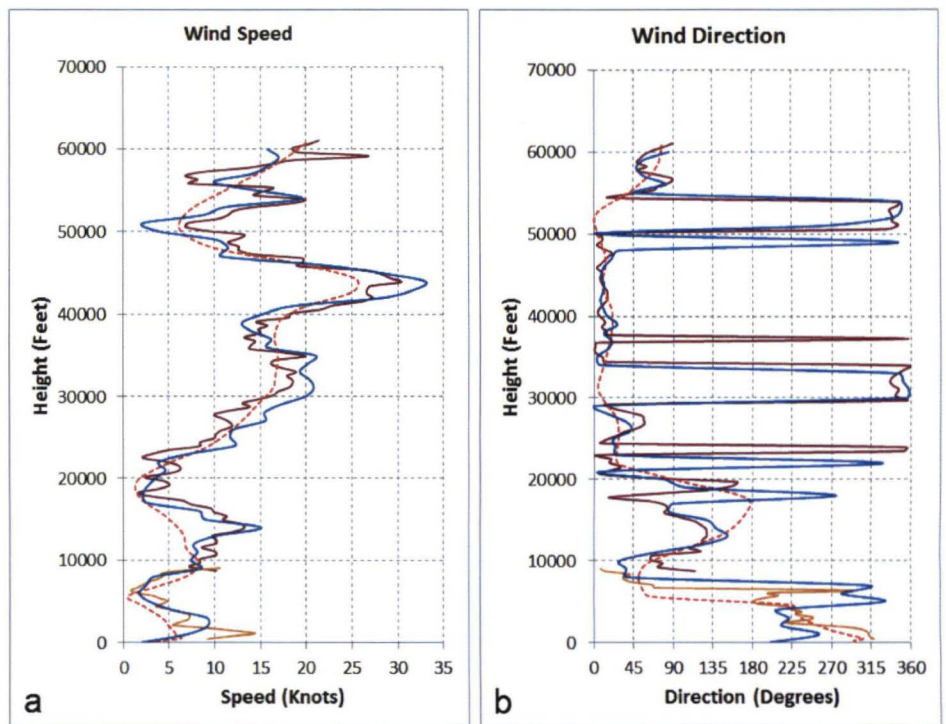 Wind Speed
70000
60000
50000
40000
30000
20000
10000
0
Height (Feet)
0 5 10 15 20 25 30 35
Speed (Knots)
a
Wind Direction
70000
60000
50000
40000
30000
20000
10000
0
Height (Feet)
0 45 90 135 180 225 270 315 360
Direction (Degrees)
b